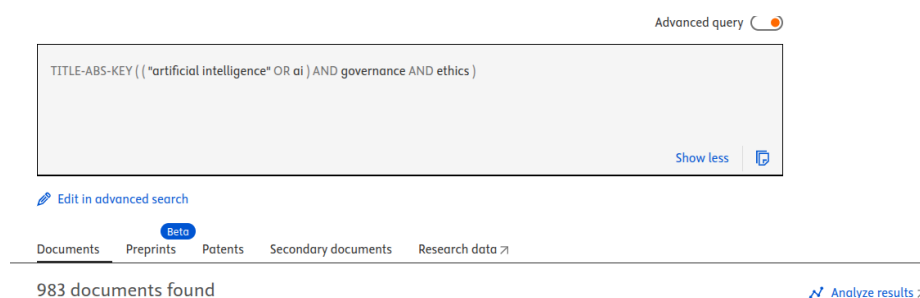 Advanced query
TITLE-ABS-KEY ( ( "artificial intelligence" OR ai ) AND governance AND ethics )
Show less
Edit in advanced search
Beta
Documents Preprints Patents Secondary documents Research data
983 documents found
Analyze results